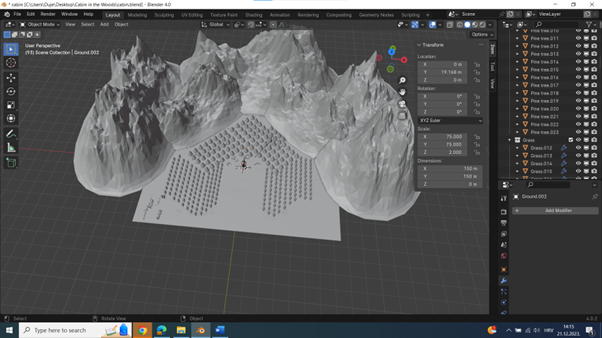 * cabin [C:\Users\Duje\Desktop\Cabin in the Woods\cabin.blend] - Blender 4.0
File Edit Render Window Help Layout Modeling Sculpting UV Editing Texture Paint Shading Animation Rendering Compositing Geometry Nodes Scripting Scene ViewLayer
Object Mode View Select Add Object Global
Options
User Perspective
(93) Scene Collection | Ground.002
Transform
Location:
X 0 m
Y 19.168 m
Z 0 m
Rotation:
X 0°
Y 0°
Z 0°
XYZ Euler
Scale:
X 75.000
Y 75.000
Z 2.000
Dimensions:
X 150 m
Y 150 m
Z 0 m
Item
Tool
View
Pine tree.010
Pine tree.011
Pine tree.012
Pine tree.013
Pine tree.014
Pine tree.015
Pine tree.016
Pine tree.017
Pine tree.018
Pine tree.019
Pine tree.020
Pine tree.021
Pine tree.022
Pine tree.023
Grass
Grass.012
Grass.013
Grass.014
Grass.015
Ground.002
Add Modifier
Select Rotate View Object 4.0.2
Type here to search HRV 14:15
21.12.2023.